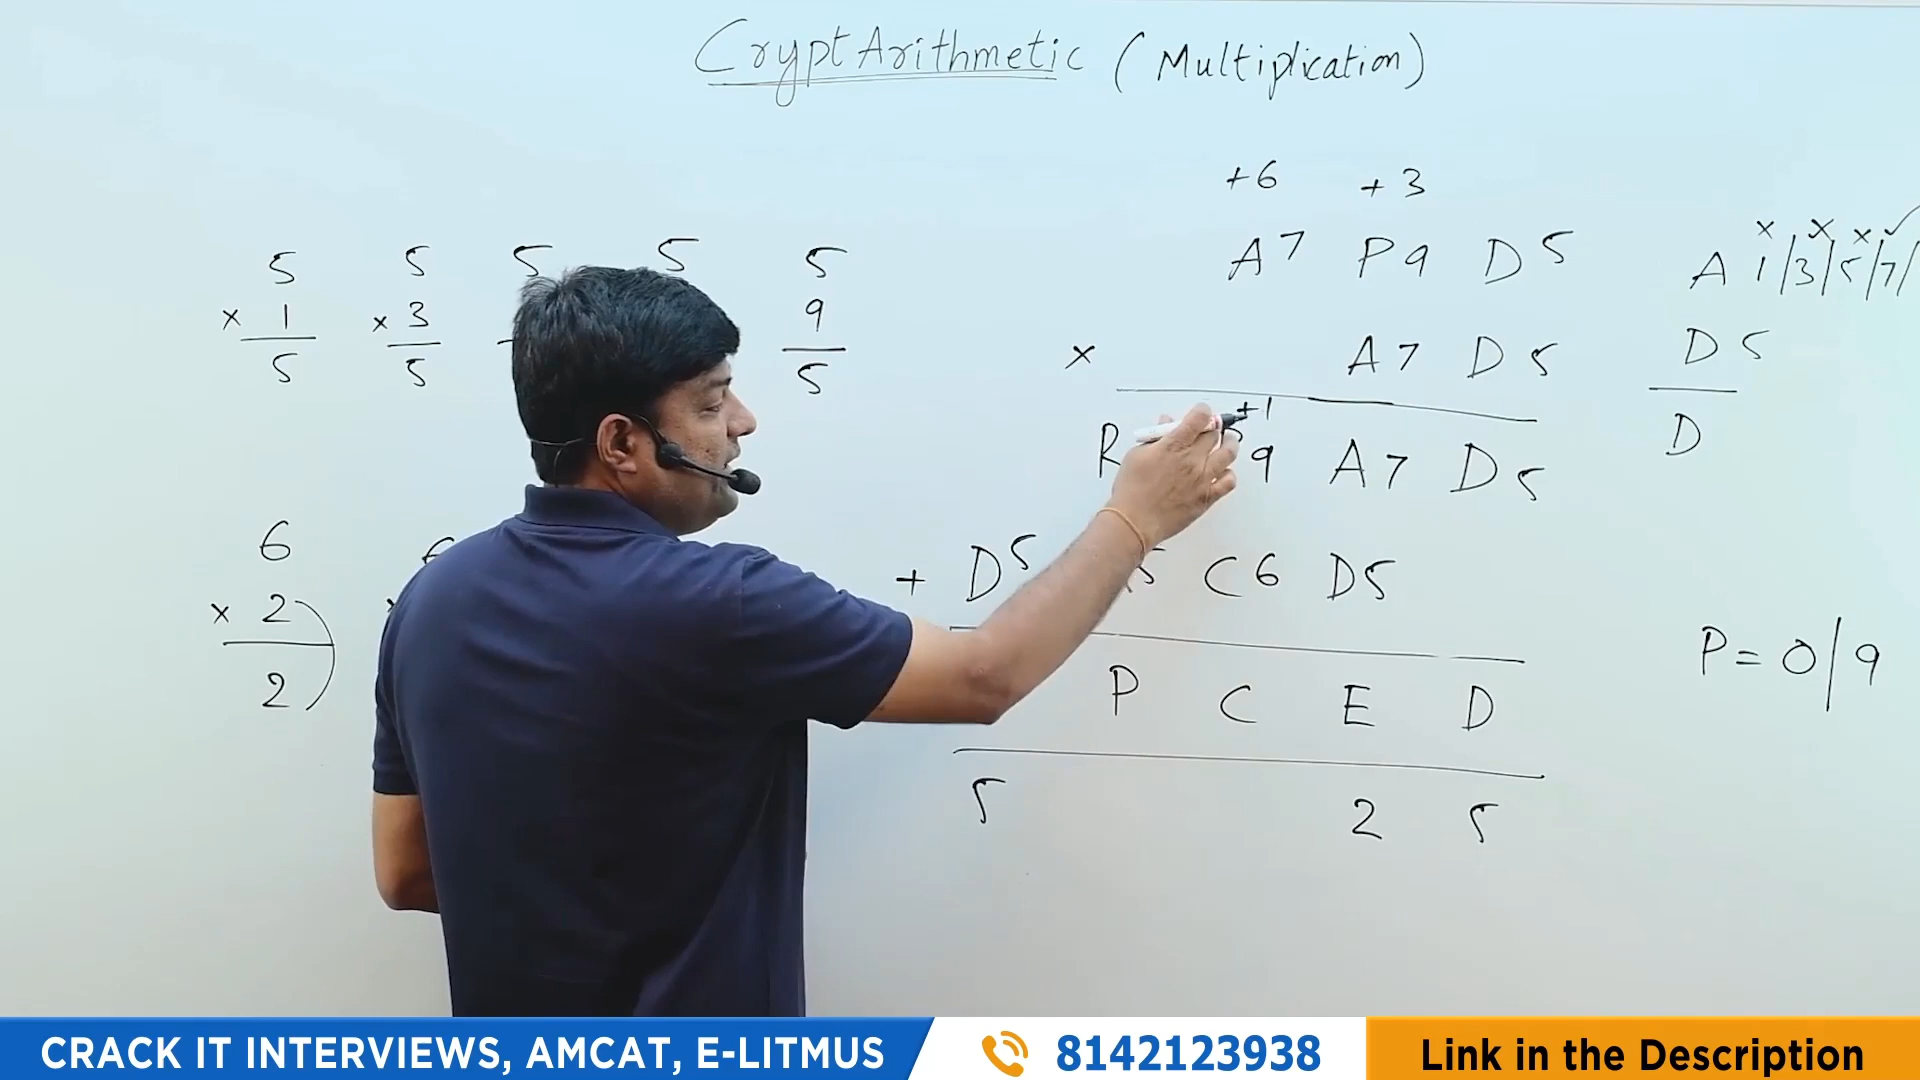 CryptArithmetic (Multiplication)
+6 +3
5 5 5 5 5
A7 P9 D5
A 1/3/5/7/
x x x ✓
x 1 x 3 9
x A7 D5
D5
5 5 5
+1
R 9 A7 D5
D
6
+ D5 5 C6 D5
x 2
2
P C E D
P = 0/9
5 2 5
CRACK IT INTERVIEWS, AMCAT, E-LITMUS
8142123938
Link in the Description